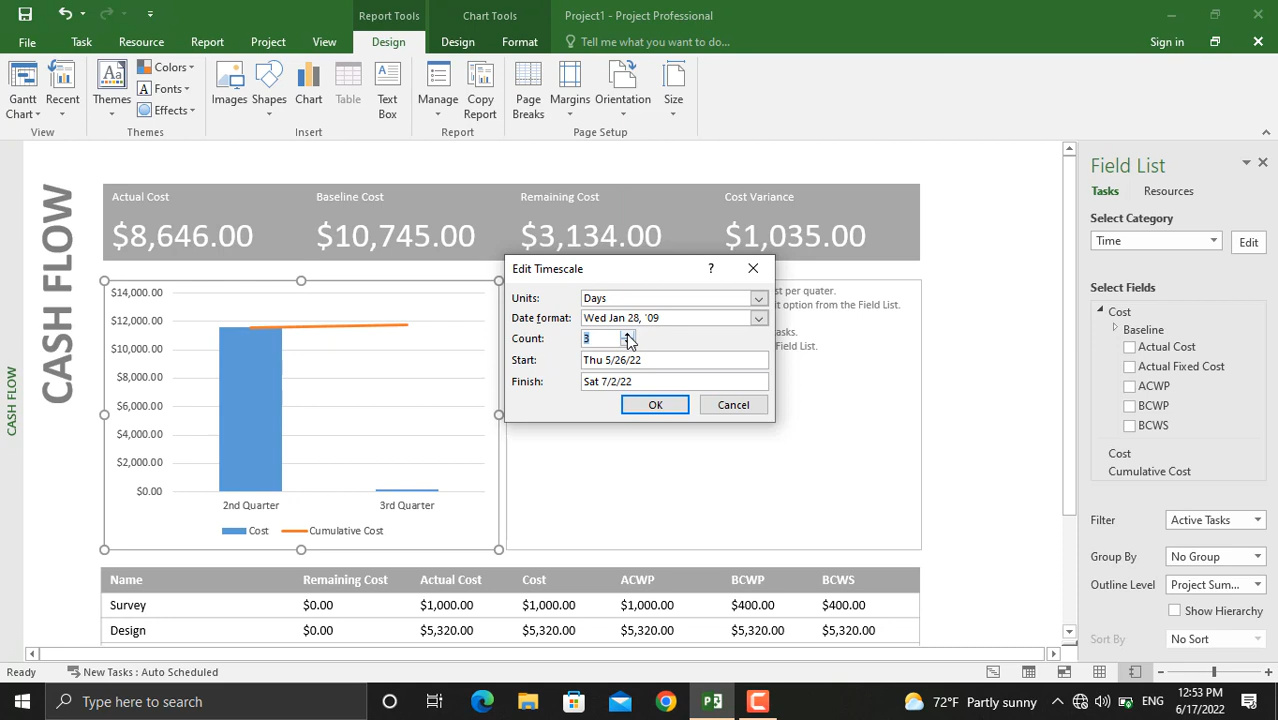 Report Tools
Chart Tools
Project1 - Project Professional
File
Task
Resource
Report
Project
View
Design
Design
Format
Tell me what you want to do...
Sign in
Gantt Chart
Recent
View
Themes
Colors
Fonts
Effects
Themes
Images
Shapes
Chart
Table
Text Box
Insert
Manage
Copy Report
Report
Page Breaks
Margins
Orientation
Size
Page Setup
CASH FLOW
CASH FLOW
Actual Cost
Baseline Cost
Remaining Cost
Cost Variance
$8,646.00
$10,745.00
$3,134.00
$1,035.00
$14,000.00
$12,000.00
$10,000.00
$8,000.00
$6,000.00
$4,000.00
$2,000.00
$0.00
2nd Quarter
3rd Quarter
Cost
Cumulative Cost
st per quater.
t option from the Field List.
sks.
eld List.
Edit Timescale
?
Units:
Days
Date format:
Wed Jan 28, '09
Count:
3
Start:
Thu 5/26/22
Finish:
Sat 7/2/22
OK
Cancel
Name Remaining Cost Actual Cost Cost ACWP BCWP BCWS
Survey $0.00 $1,000.00 $1,000.00 $1,000.00 $400.00 $400.00
Design $0.00 $5,320.00 $5,320.00 $5,320.00 $5,320.00 $5,320.00
Field List
Tasks
Resources
Select Category
Time
Edit
Select Fields
Cost
Baseline
Actual Cost
Actual Fixed Cost
ACWP
BCWP
BCWS
Cost
Cumulative Cost
Filter
Active Tasks
Group By
No Group
Outline Level
Project Sum...
Show Hierarchy
Sort By
No Sort
Ready
New Tasks : Auto Scheduled
Type here to search
72°F Partly sunny
ENG
12:53 PM
6/17/2022